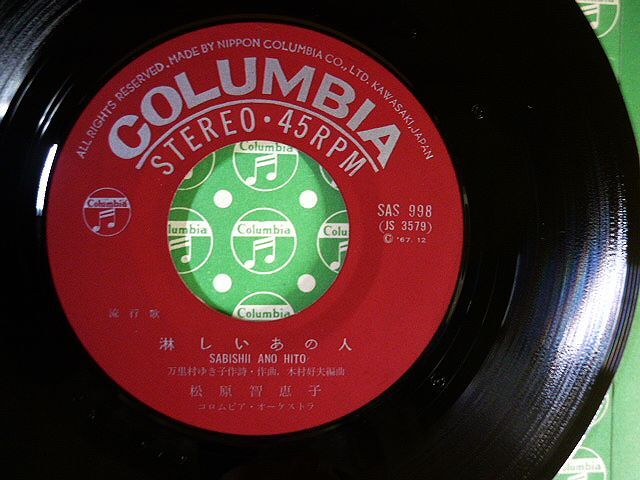 ALL RIGHTS RESERVED. MADE BY NIPPON COLUMBIA CO., LTD. KAWASAKI, JAPAN
COLUMBIA
STEREO・45RPM
Columbia
Columbia
SAS 998
(JS 3579)
Ⓒ '67. 12
Columbia
Columbia
流行歌
淋しいあの人
SABISHII ANO HITO
万里村ゆき子作詩・作曲. 木村好夫編曲
松原智恵子
コロムビア・オーケストラ